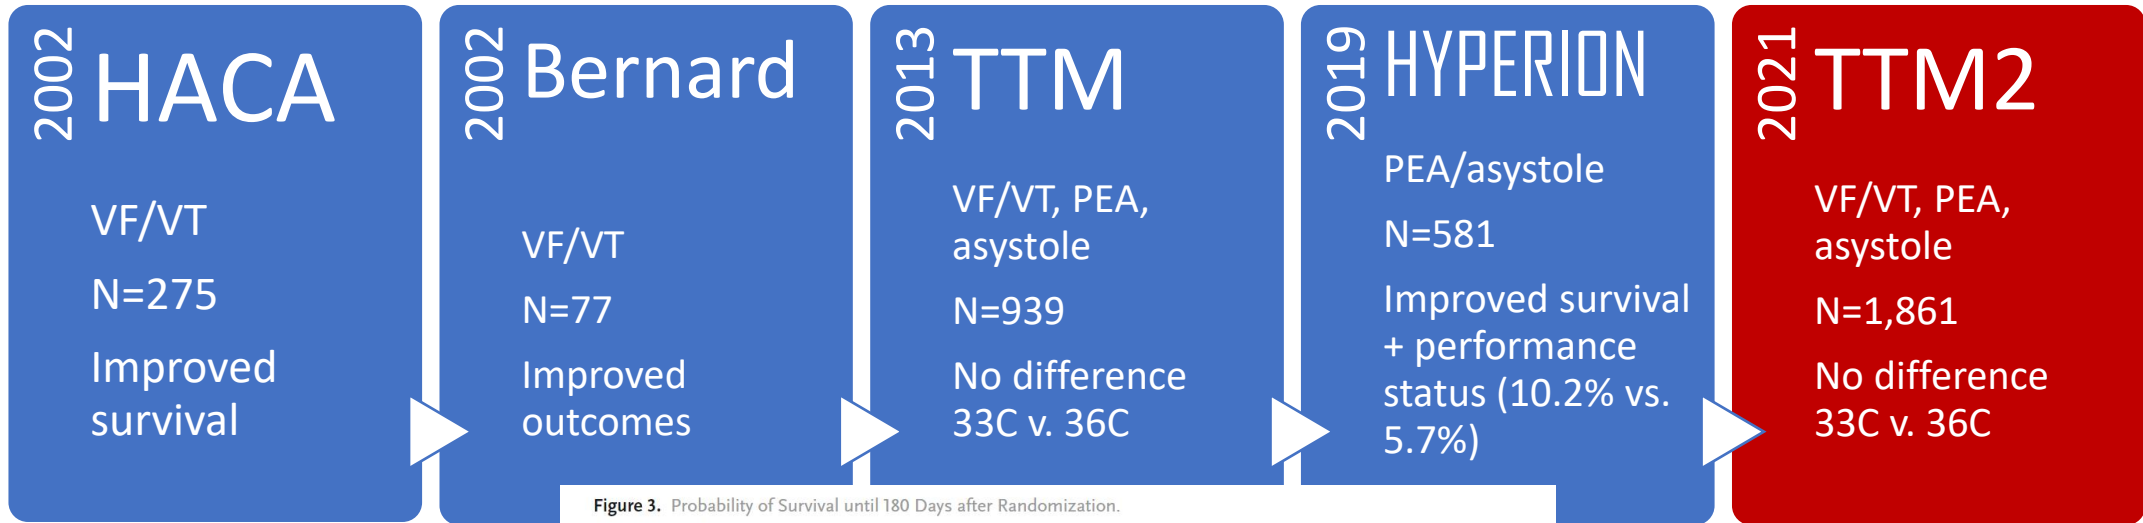 2002
HACA
VF/VT
N=275
Improved
survival
2002
Bernard
VF/VT
N=77
Improved
outcomes
2013
TTM
VF/VT, PEA,
asystole
N=939
No difference
33C v. 36C
2019
HYPERION
PEA/asystole
N=581
Improved survival
+ performance
status (10.2% vs.
5.7%)
2021
TTM2
VF/VT, PEA,
asystole
N=1,861
No difference
33C v. 36C
Figure 3. Probability of Survival until 180 Days after Randomization.